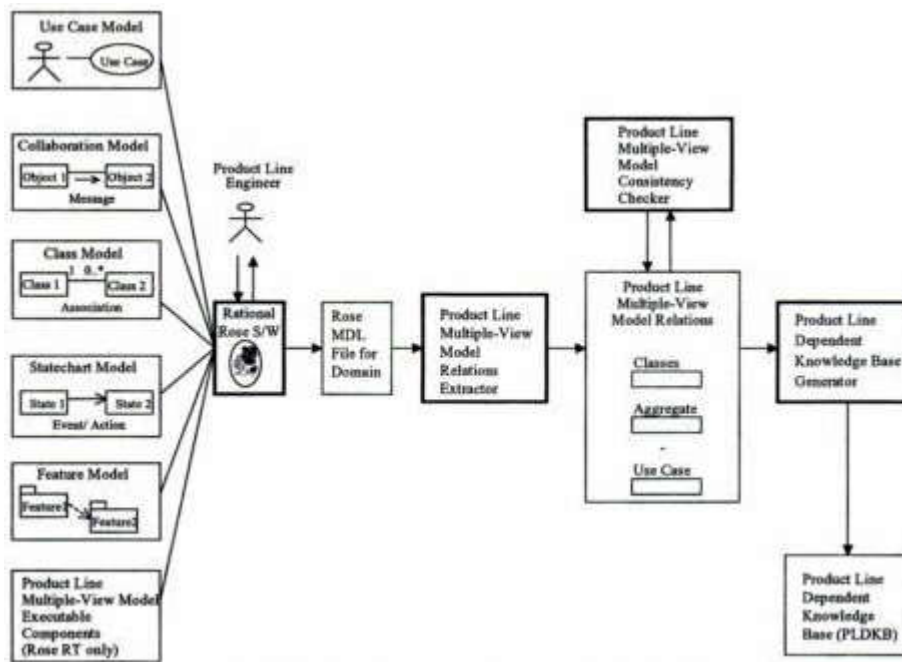 Use Case Model
Use Case
Collaboration Model
Object 1
Object 2
Message
Class Model
1 0..*
Class 1
Class 2
Association
Statechart Model
State 1
State 2
Event/ Action
Feature Model
Feature1
Feature2
Product Line
Multiple-View Model
Executable
Components
(Rose RT only)
Product Line
Engineer
Rational
Rose S/W
Rose
MDL
File for
Domain
Product Line
Multiple-View
Model
Relations
Extractor
Product Line
Multiple-View
Model
Consistency
Checker
Product Line
Multiple-View
Model Relations
Classes
Aggregate
-
Use Case
Product Line
Dependent
Knowledge Base
Generator
Product Line
Dependent
Knowledge
Base (PLDKB)